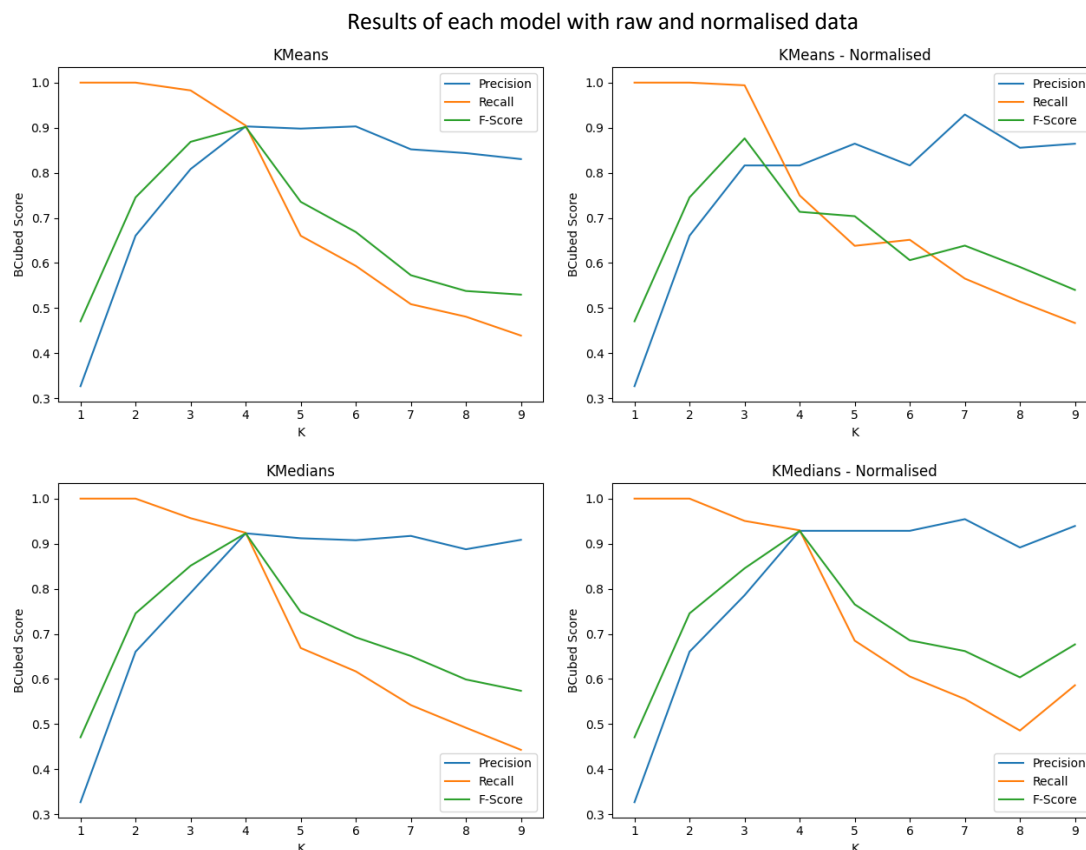 Results of each model with raw and normalised data
KMeans
1.0
0.9
0.8
0.7
0.6
0.5
0.4
0.3
BCubed Score
Precision
Recall
F-Score
1 2 3 4 5 6 7 8 9
K
KMeans - Normalised
1.0
0.9
0.8
0.7
0.6
0.5
0.4
0.3
BCubed Score
Precision
Recall
F-Score
1 2 3 4 5 6 7 8 9
K
KMedians
1.0
0.9
0.8
0.7
0.6
0.5
0.4
0.3
BCubed Score
Precision
Recall
F-Score
1 2 3 4 5 6 7 8 9
K
KMedians - Normalised
1.0
0.9
0.8
0.7
0.6
0.5
0.4
0.3
BCubed Score
Precision
Recall
F-Score
1 2 3 4 5 6 7 8 9
K